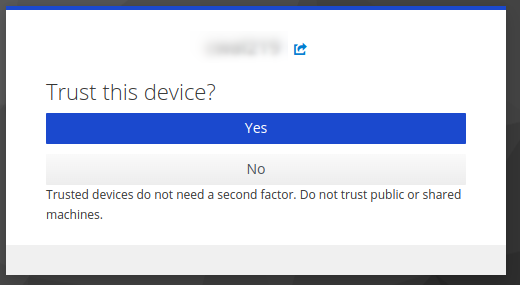 Trust this device?
Yes
No
Trusted devices do not need a second factor. Do not trust public or shared
machines.